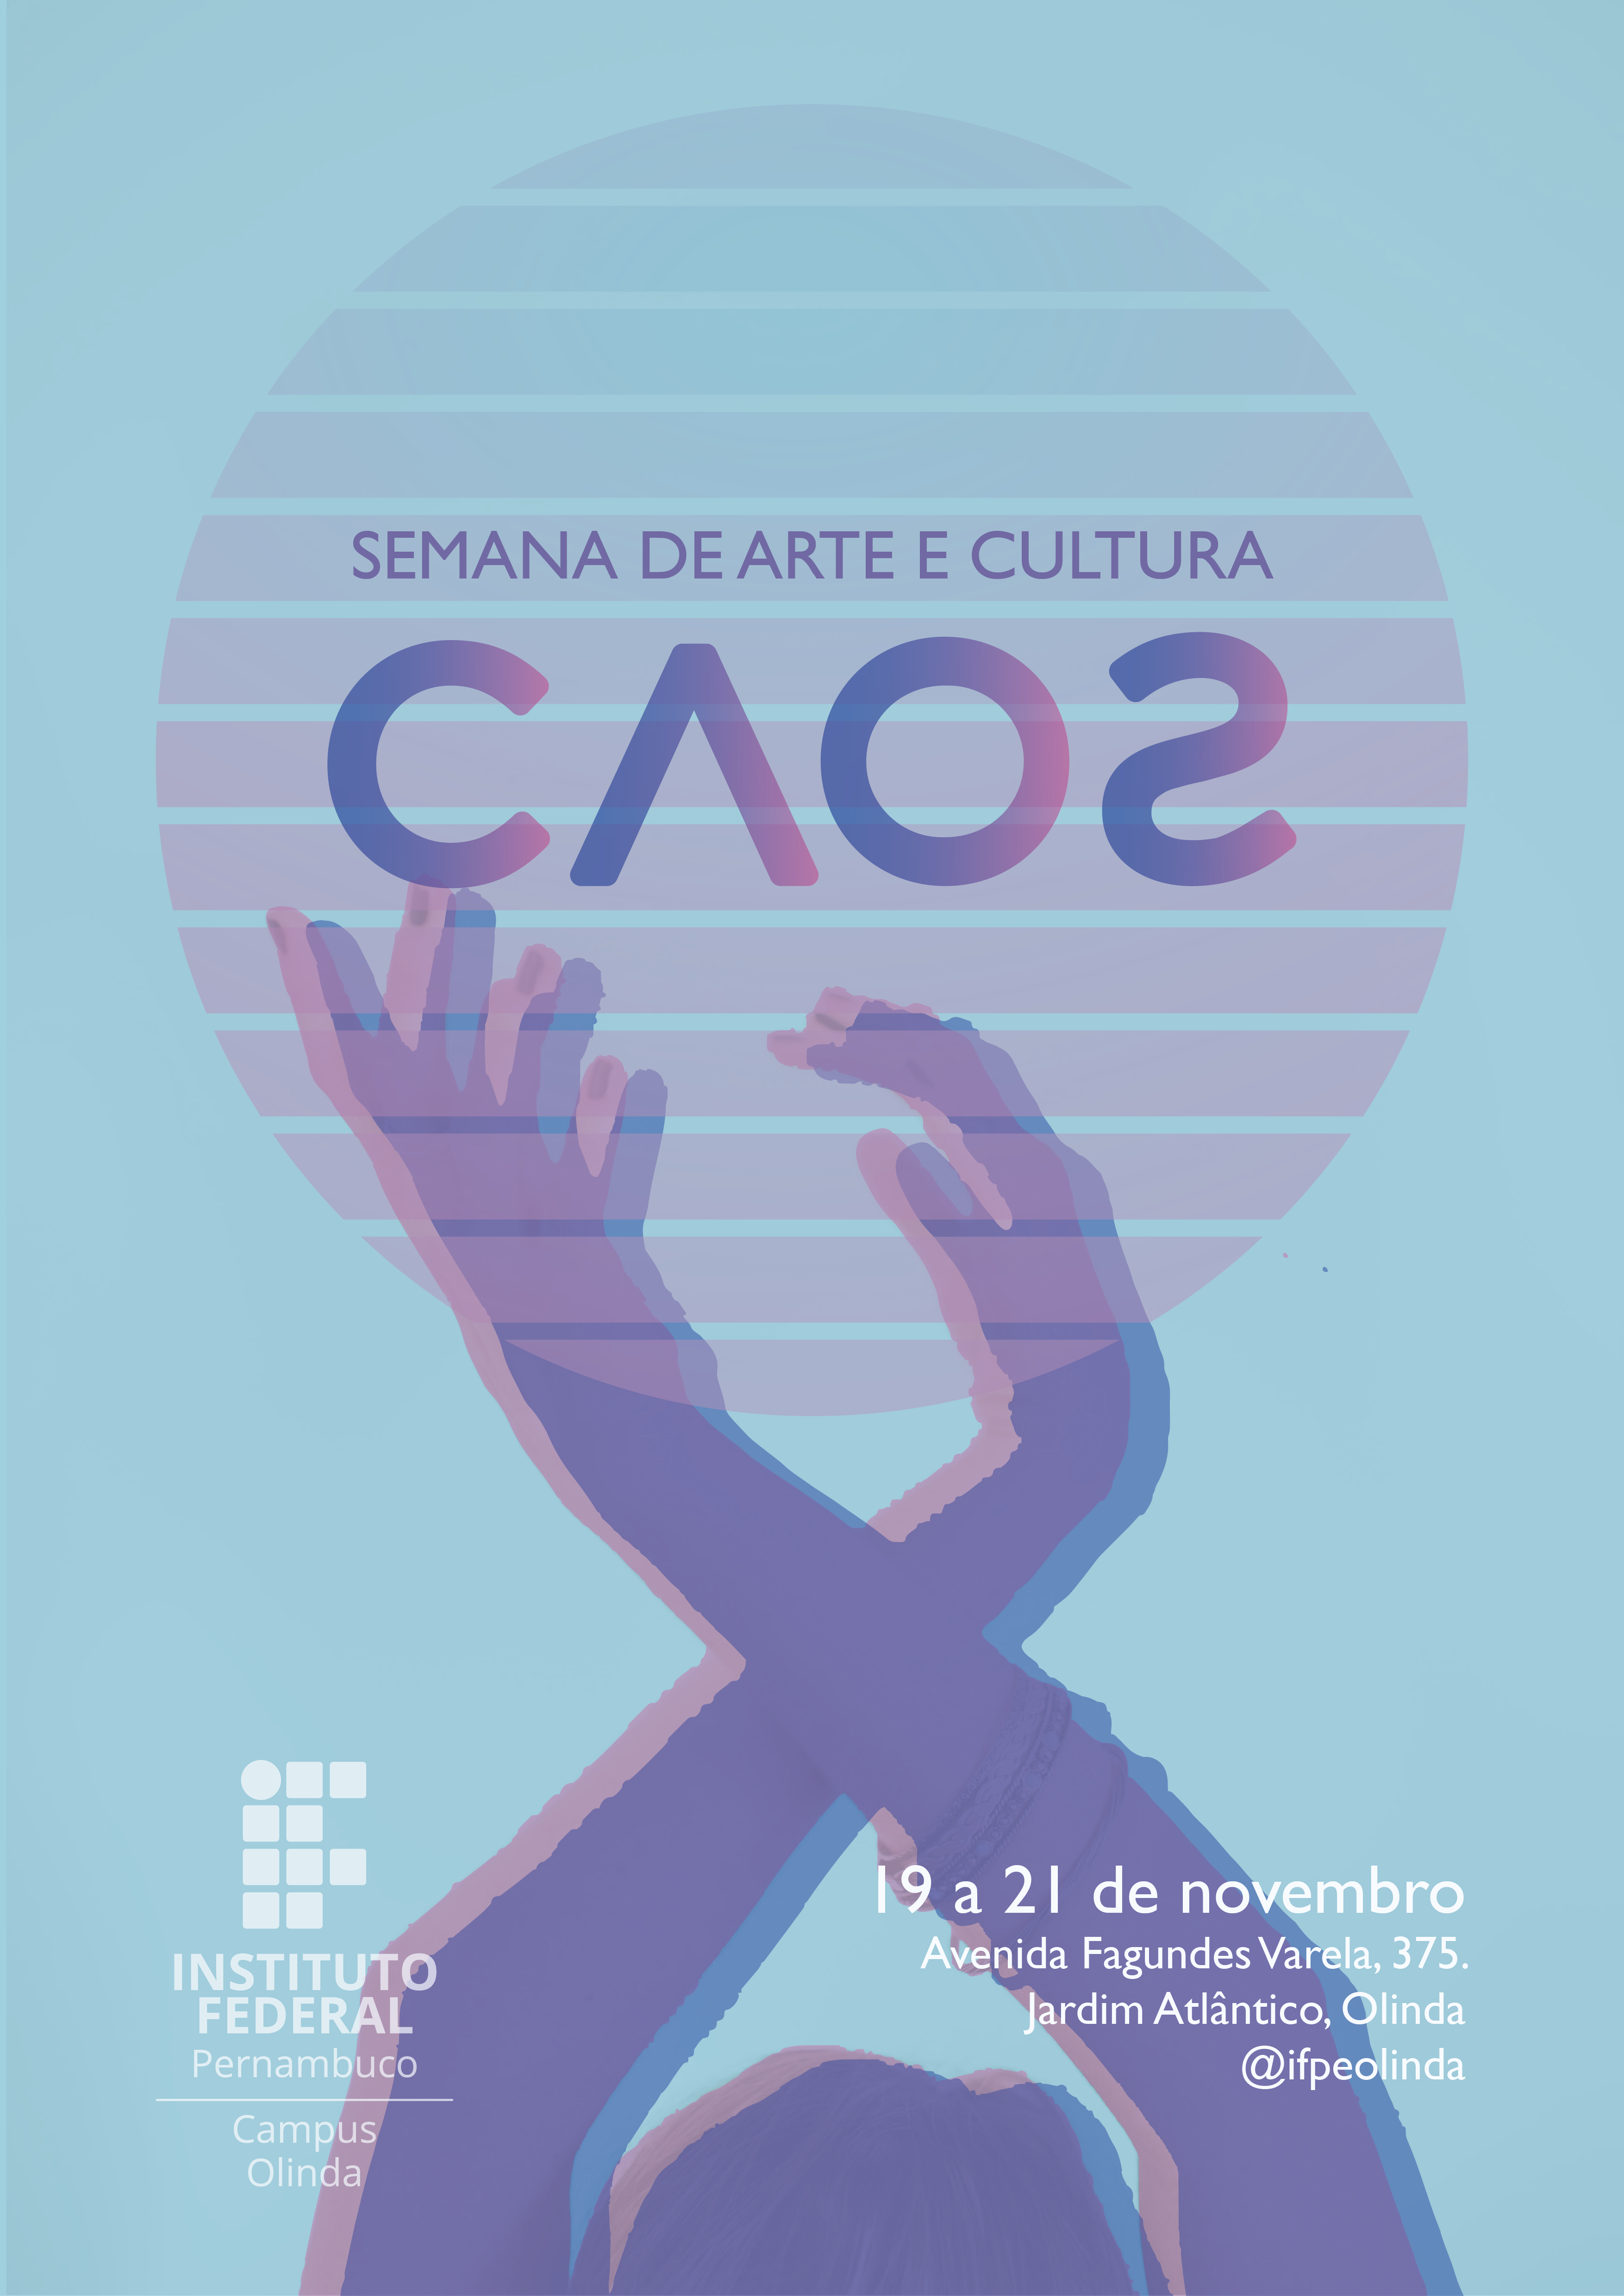 SEMANA DE ARTE E CULTURA
CAOS
INSTITUTO
FEDERAL
Pernambuco
Campus
Olinda
19 a 21 de novembro
Avenida Fagundes Varela, 375.
Jardim Atlântico, Olinda
@ifpeolinda